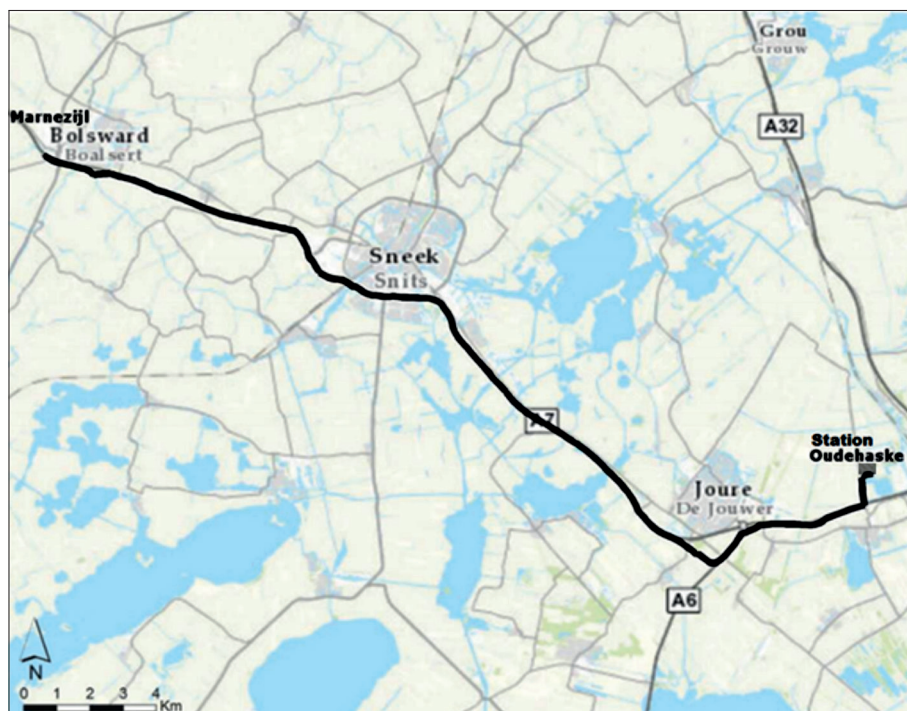 Grou
Grouw
A32
Marnezijl
Bolsward
Boalsert
Sneek
Snits
A7
Station
Oudehaske
Joure
De Jouwer
A6
N
0 1 2 3 4
Km